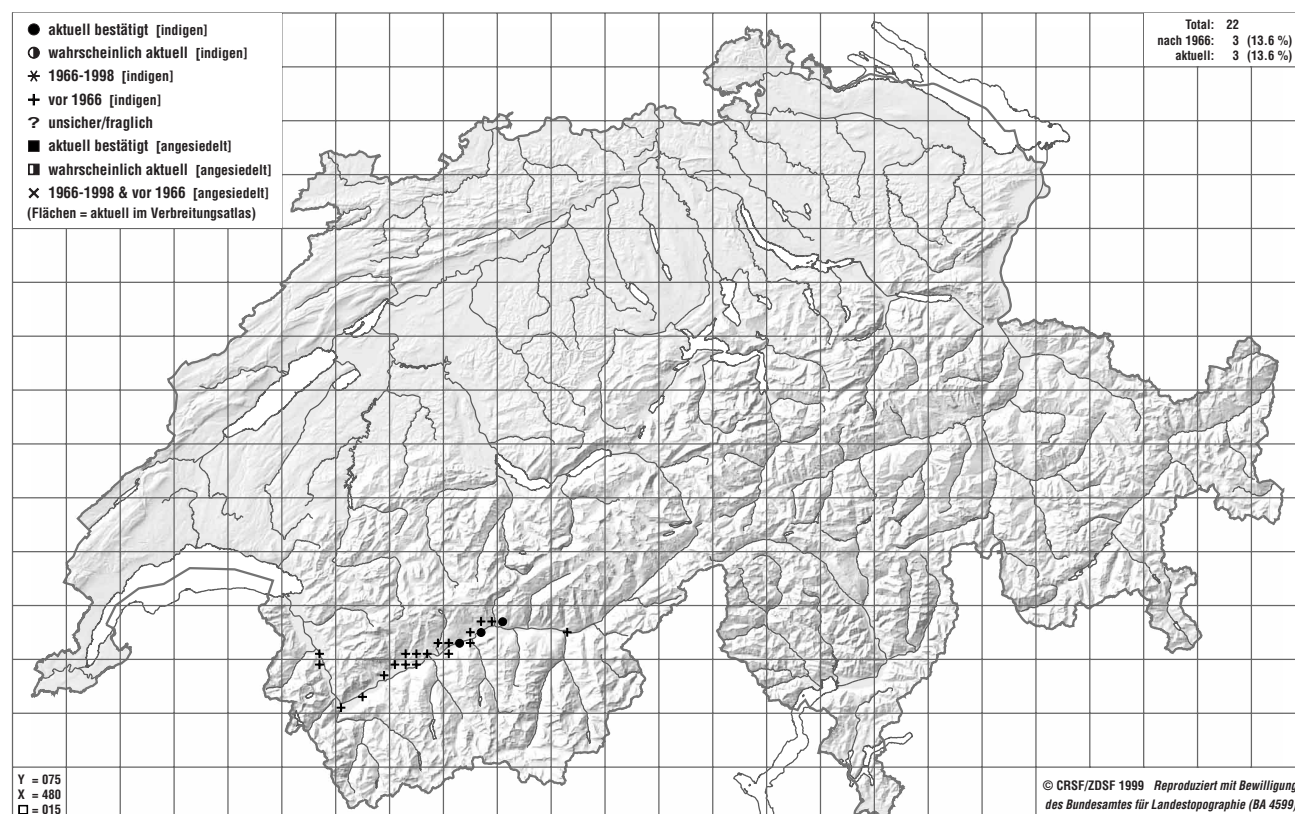 ● aktuell bestätigt [indigen]
◑ wahrscheinlich aktuell [indigen]
✳ 1966-1998 [indigen]
+ vor 1966 [indigen]
? unsicher/fraglich
■ aktuell bestätigt [angesiedelt]
◨ wahrscheinlich aktuell [angesiedelt]
× 1966-1998 & vor 1966 [angesiedelt]
(Flächen = aktuell im Verbreitungsatlas)
Total: 22
nach 1966: 3 (13.6 %)
aktuell: 3 (13.6 %)
Y = 075
X = 480
□ = 015
© CRSF/ZDSF 1999 Reproduziert mit Bewilligung
des Bundesamtes für Landestopographie (BA 4599)